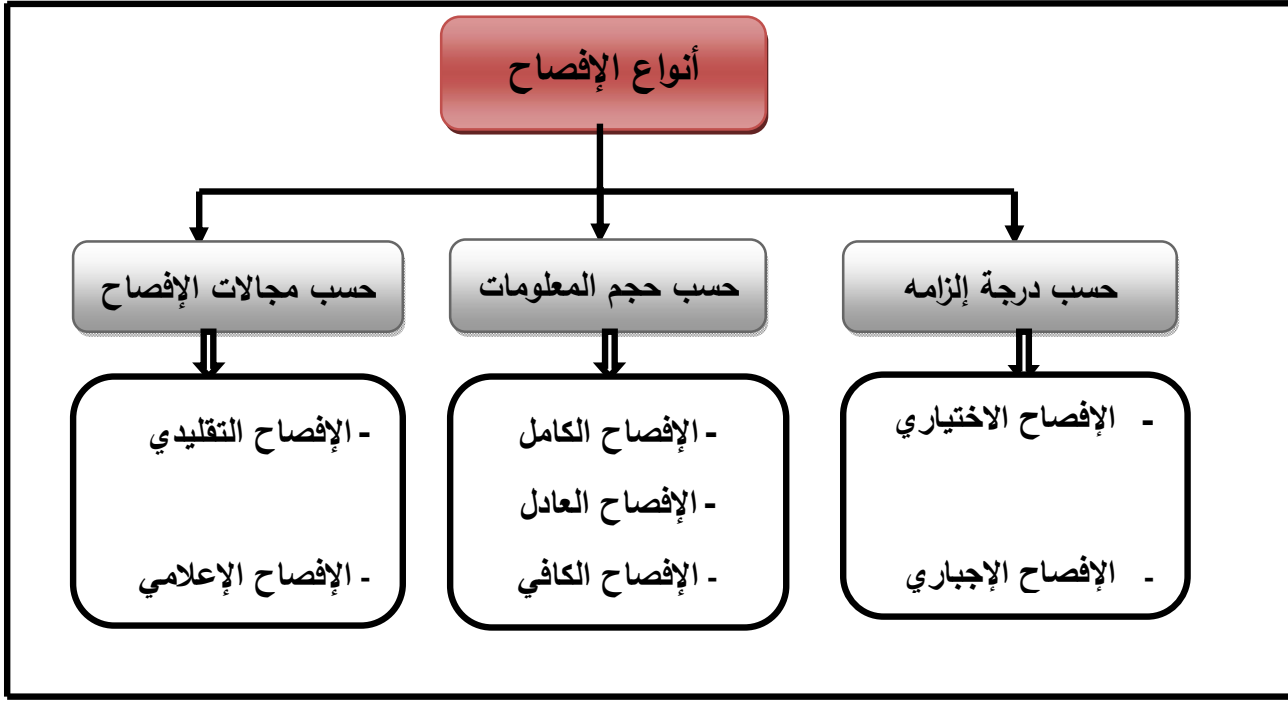 أنواع الإفصاح
حسب درجة إلزامه
حسب حجم المعلومات
حسب مجالات الإفصاح
- الإفصاح الاختياري
- الإفصاح الإجباري
- الإفصاح الكامل
- الإفصاح العادل
- الإفصاح الكافي
- الإفصاح التقليدي
- الإفصاح الإعلامي